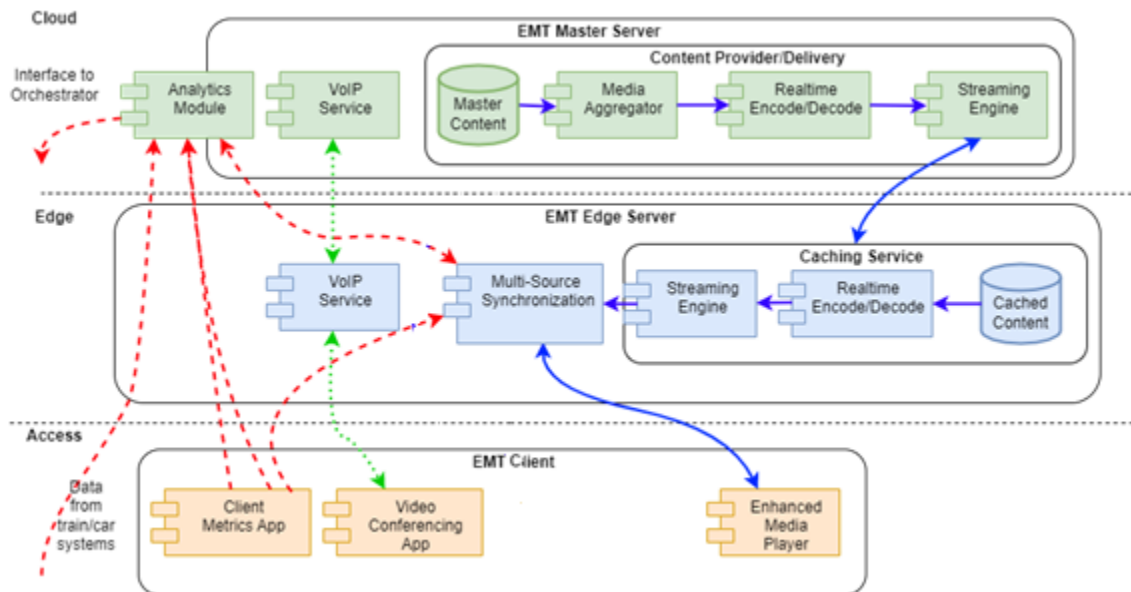 Cloud
EMT Master Server
Content Provider/Delivery
Interface to
Orchestrator
Analytics
Module
VoIP
Service
Master
Content
Media
Aggregator
Realtime
Encode/Decode
Streaming
Engine
Edge
EMT Edge Server
Caching Service
VoIP
Service
Multi-Source
Synchronization
Streaming
Engine
Realtime
Encode/Decode
Cached
Content
Access
EMT Client
Data
from
train/car
systems
Client
Metrics App
Video
Conferencing
App
Enhanced
Media
Player